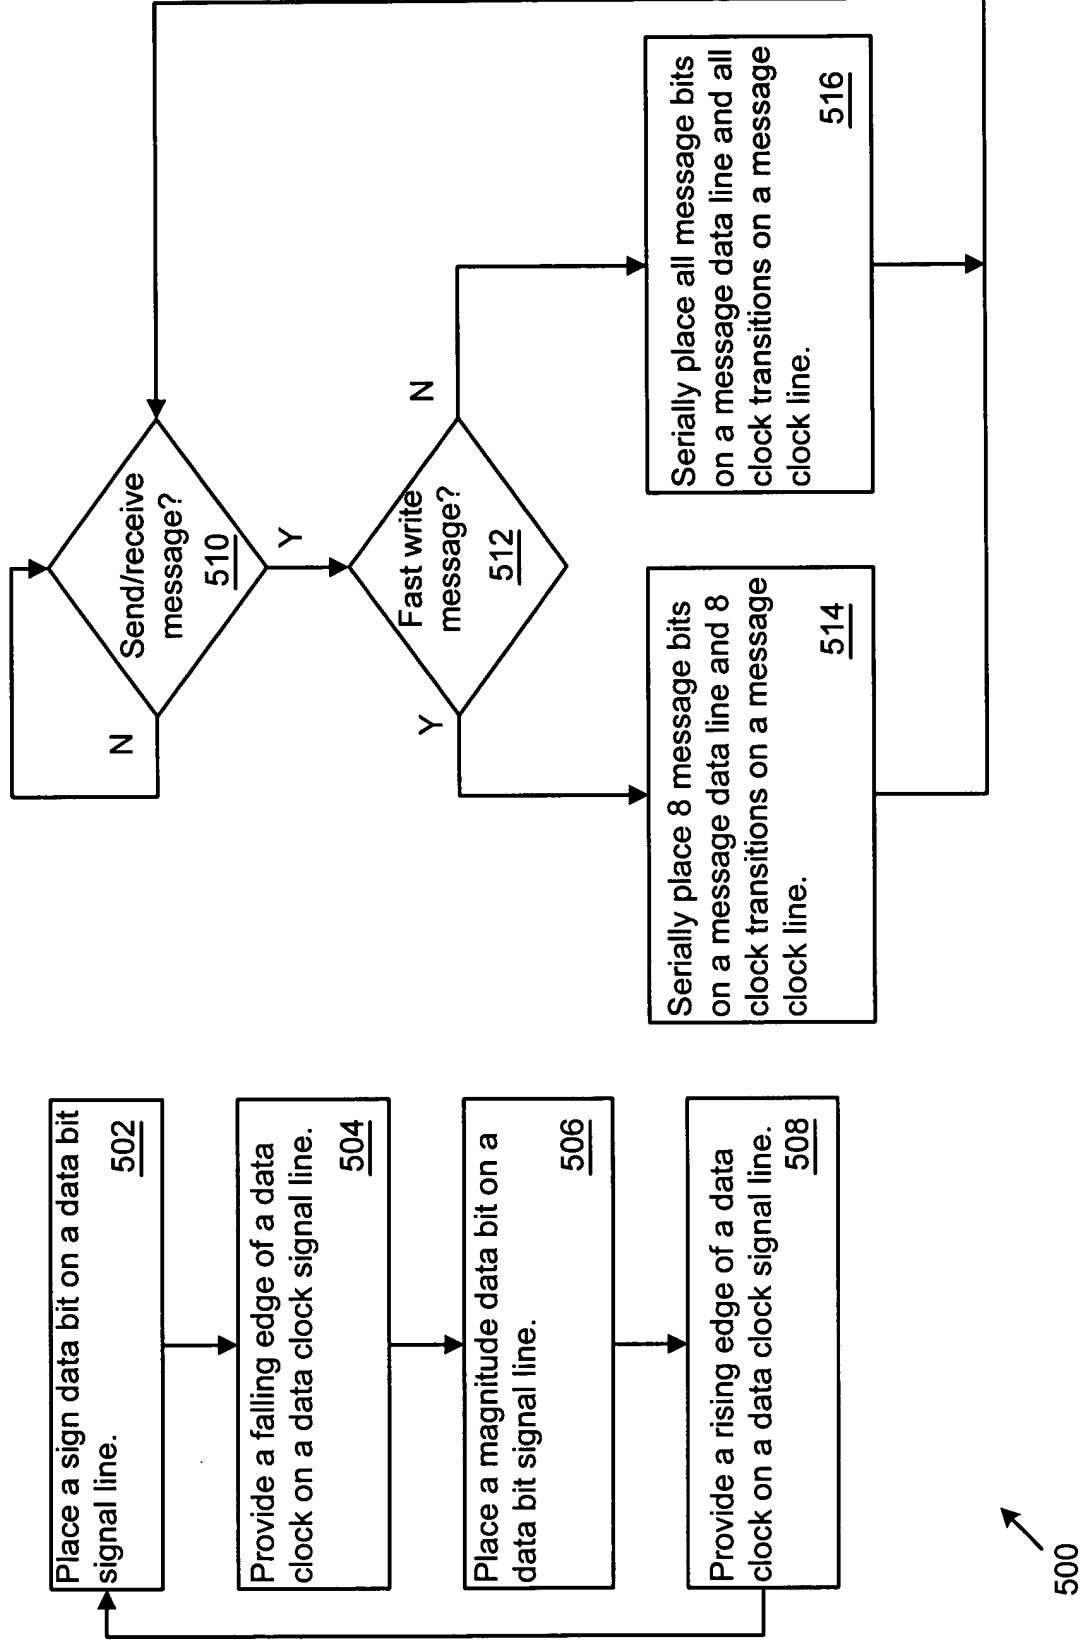 Place a sign data bit on a data bit
signal line.
502
Provide a falling edge of a data
clock on a data clock signal line.
504
Place a magnitude data bit on a
data bit signal line.
506
Provide a rising edge of a data
clock on a data clock signal line.
508
Send/receive
message?
510
N
Y
Fast write
message?
512
Y
N
Serially place 8 message bits
on a message data line and 8
clock transitions on a message
clock line.
514
Serially place all message bits
on a message data line and all
clock transitions on a message
clock line.
516
500